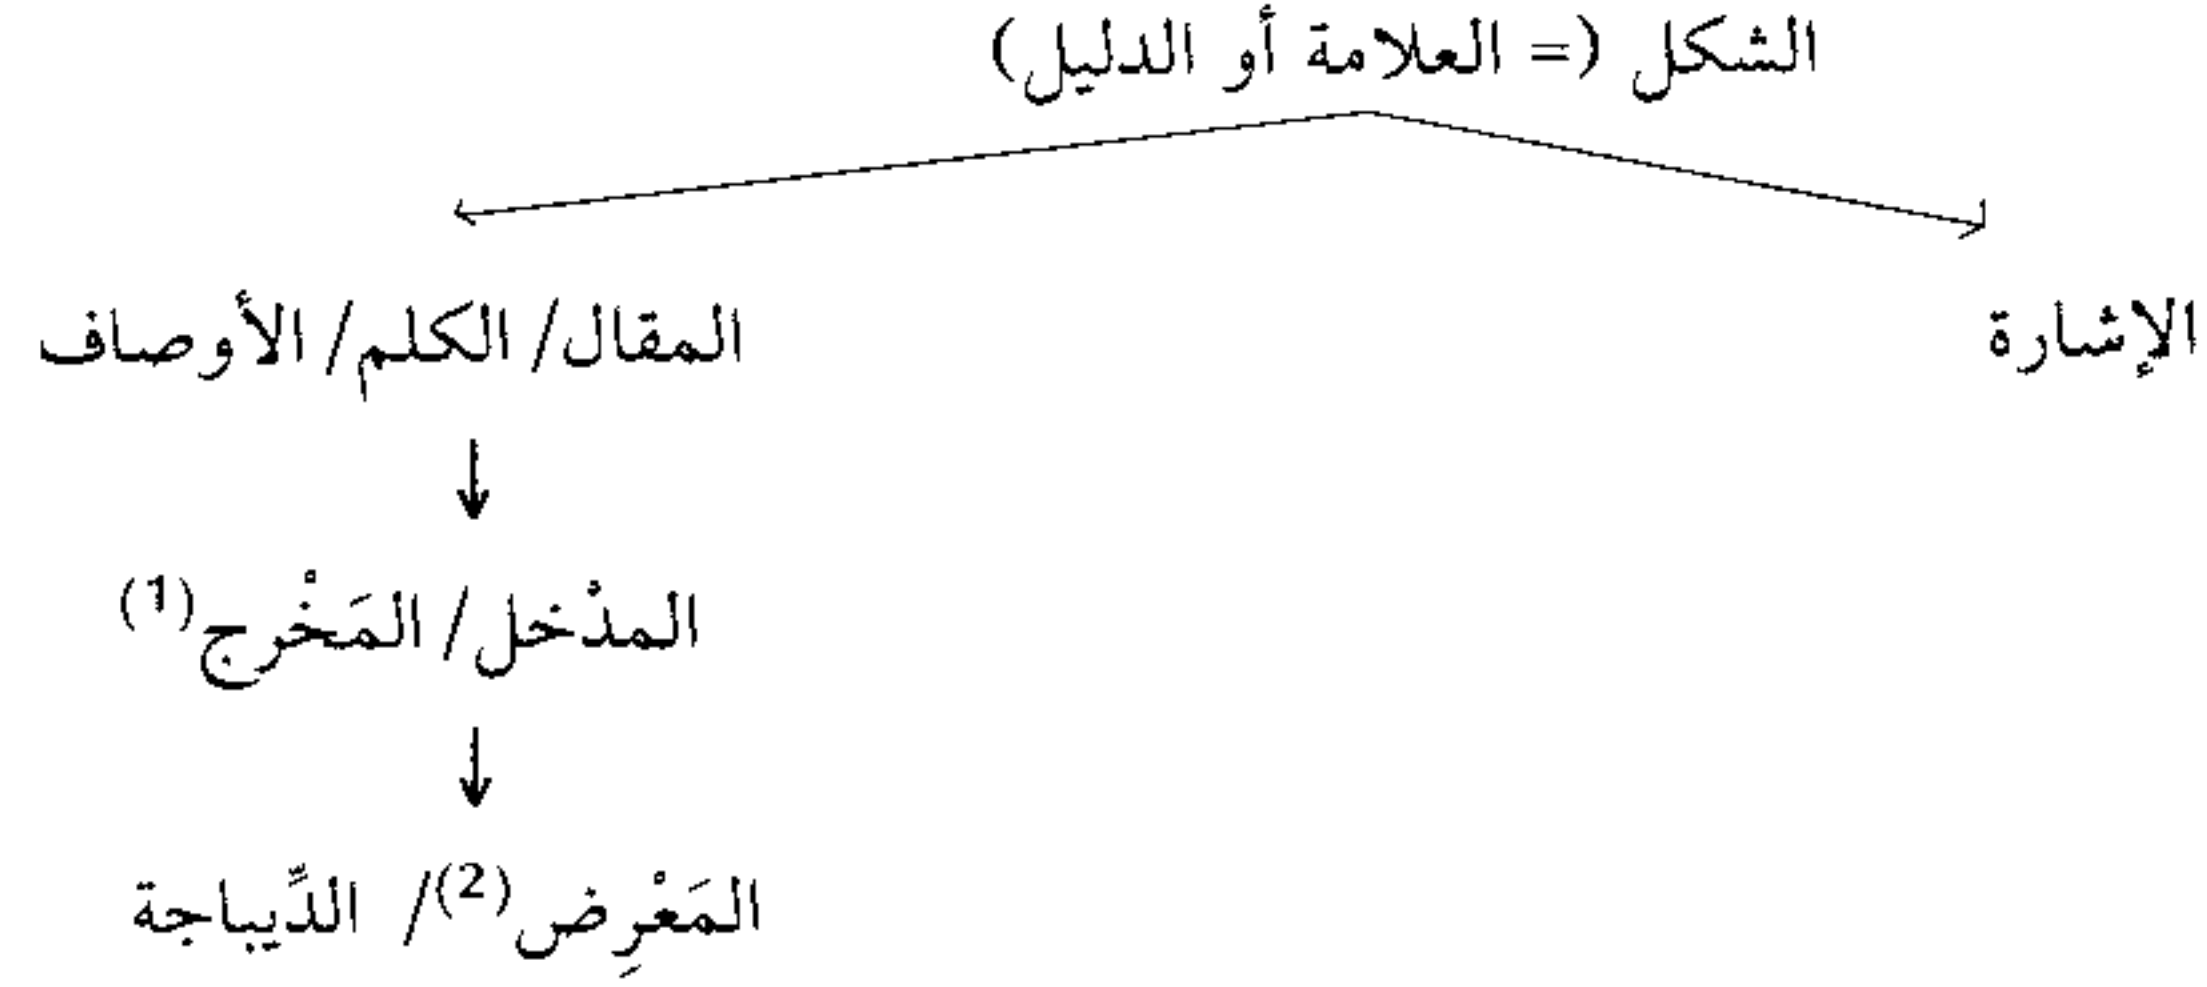 الشكل (= العلامة أو الدليل)
الإشارة
المقال/ الكلم/ الأوصاف
المدْخل/ المَخْرج(1)
المَعْرِض(2)/ الدِّيباجة